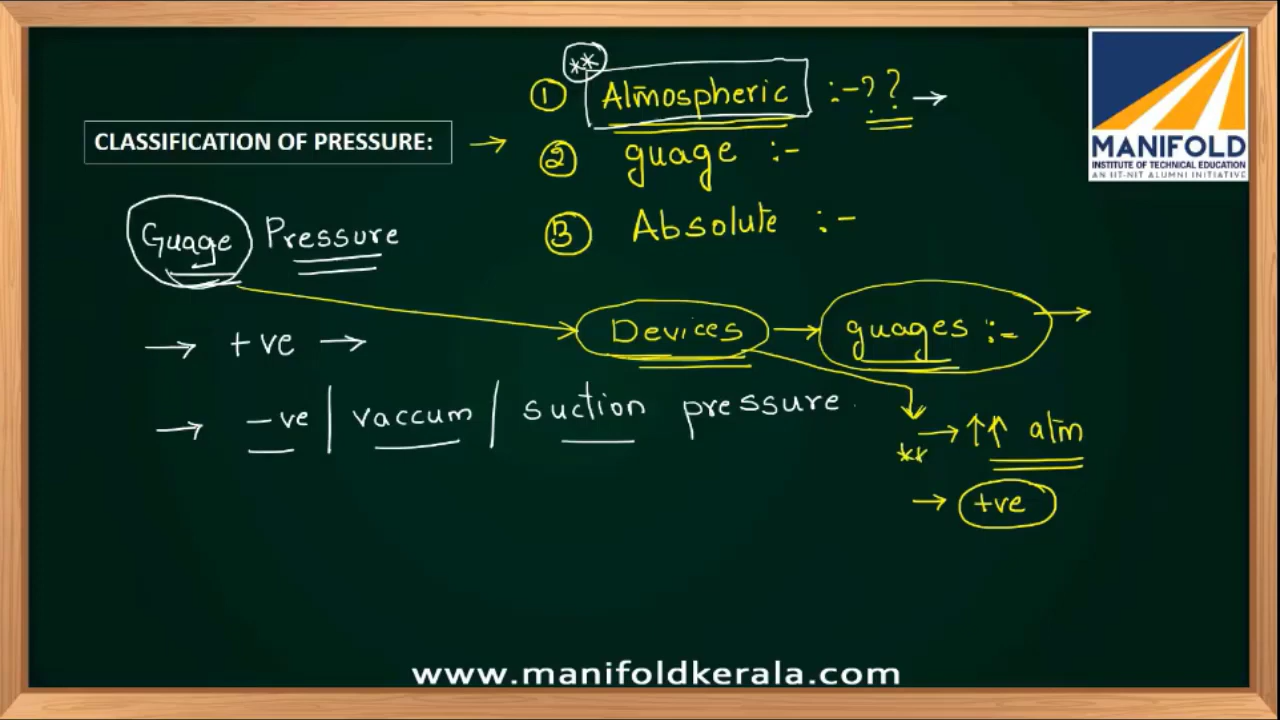 ** 
① Atmospheric :- ??
CLASSIFICATION OF PRESSURE: →
② guage :-
③ Absolute :-
MANIFOLD
INSTITUTE OF TECHNICAL EDUCATION
AN IIT-NIT ALUMNI INITIATIVE
Guage Pressure
Devices → guages :- →
→ +ve →
→ -ve | vaccum | suction pressure
** → ↑↑ atm
→ +ve
www.manifoldkerala.com